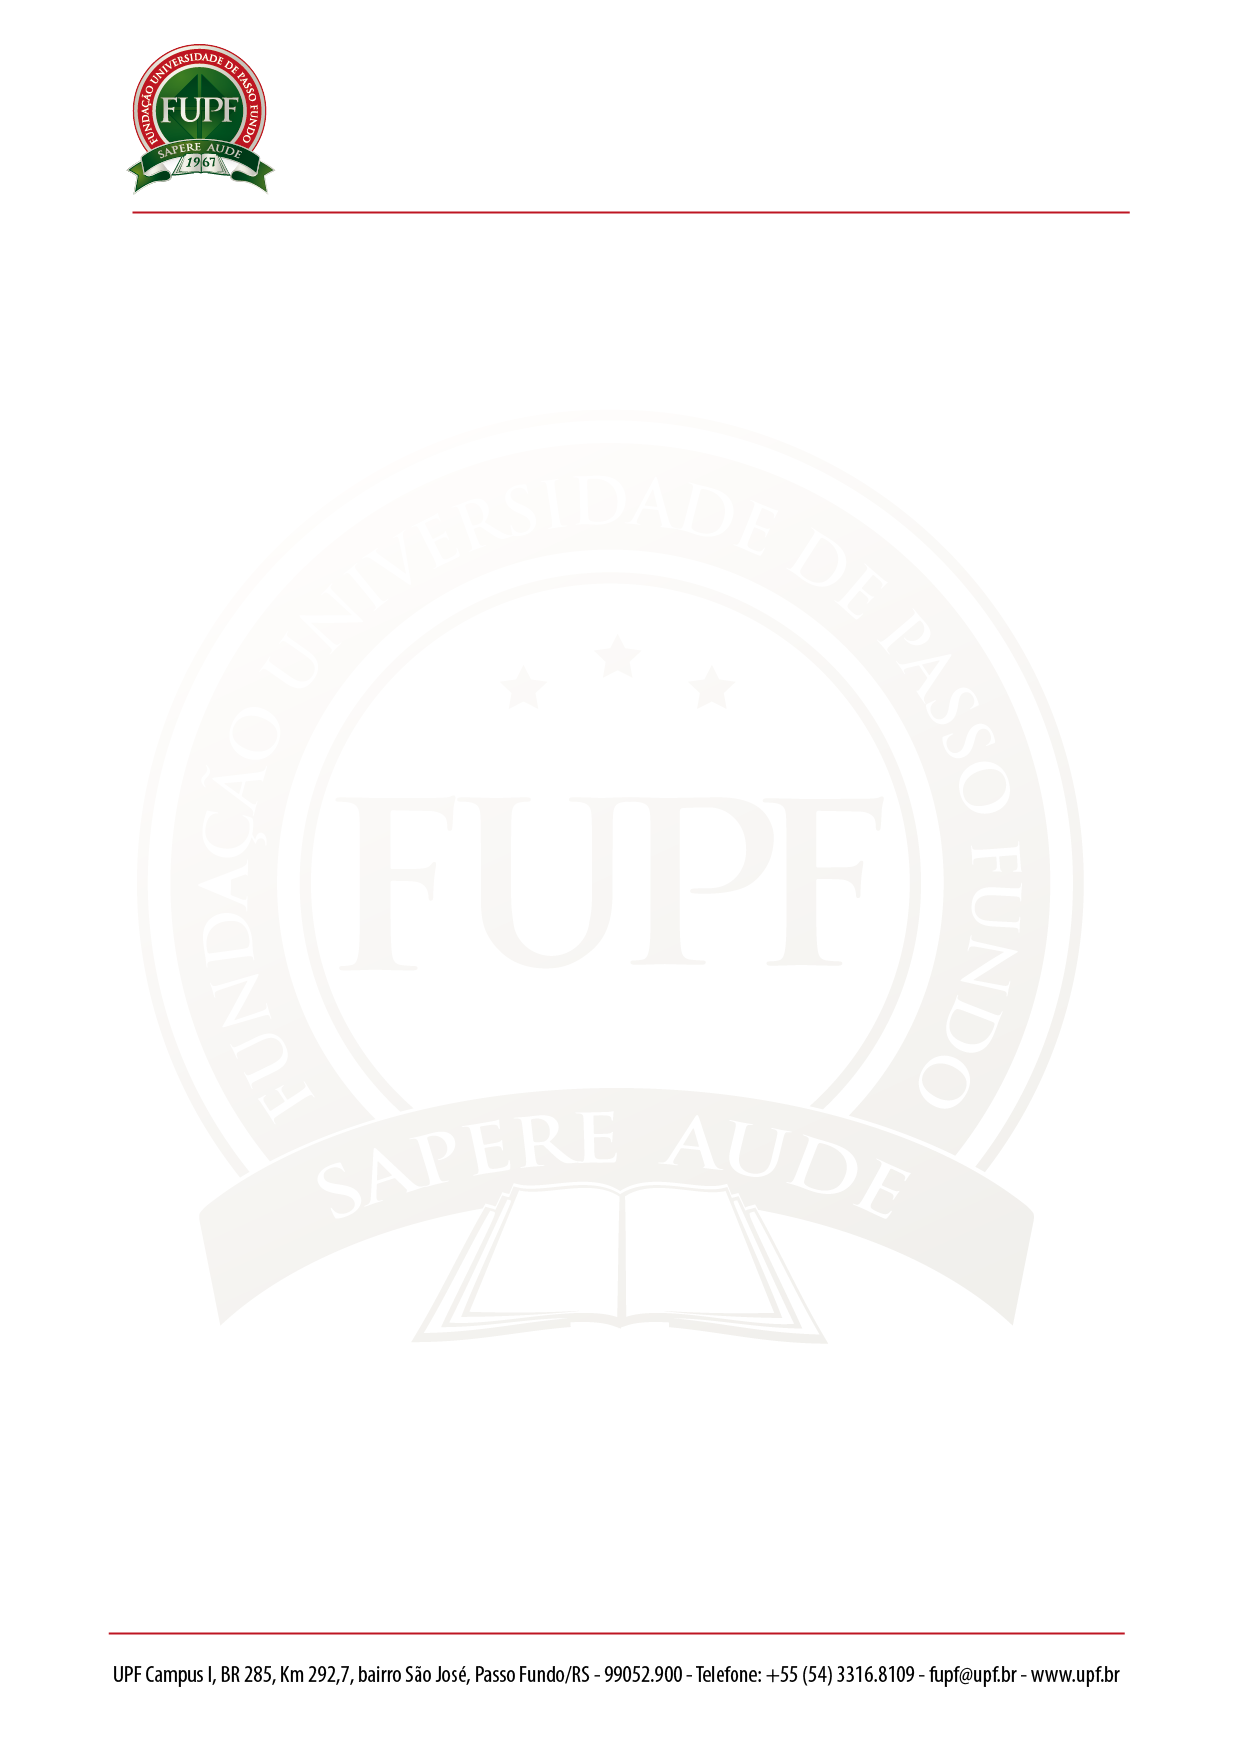 FUNDAÇÃO UNIVERSIDADE DE PASSO FUNDO
FUPF
SAPERE AUDE
1967
FUNDAÇÃO UNIVERSIDADE DE PASSO FUNDO
FUPF
SAPERE AUDE
UPF Campus I, BR 285, Km 292,7, bairro São José, Passo Fundo/RS - 99052.900 - Telefone: +55 (54) 3316.8109 - fupf@upf.br - www.upf.br